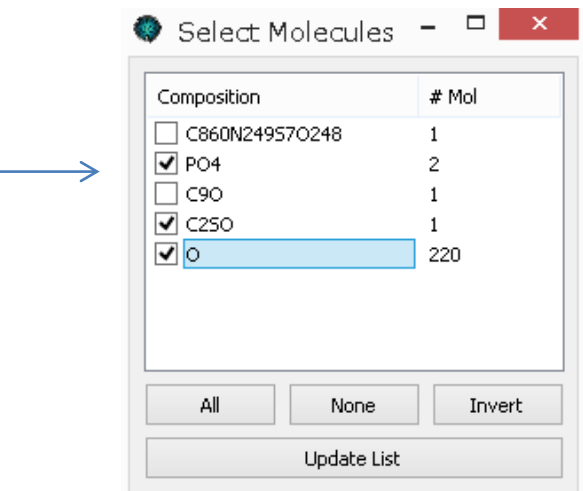 Select Molecules
Composition # Mol
C860N249S7O248 1
PO4 2
C9O 1
C2SO 1
O 220
All None Invert
Update List